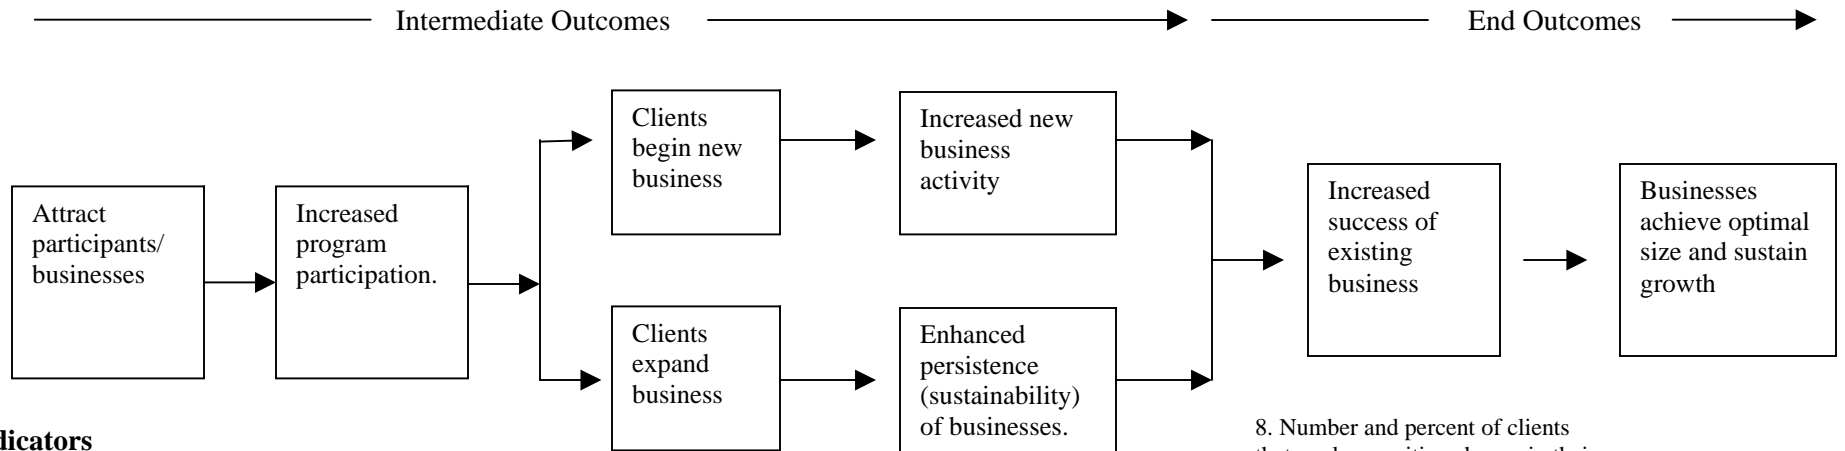 Intermediate Outcomes
End Outcomes
Attract
participants/
businesses
Increased
program
participation.
Clients
begin new
business
Increased new
business
activity
Clients
expand
business
Enhanced
persistence
(sustainability)
of businesses.
Increased
success of
existing
business
Businesses
achieve optimal
size and sustain
growth
dicators
8. Number and percent of clients